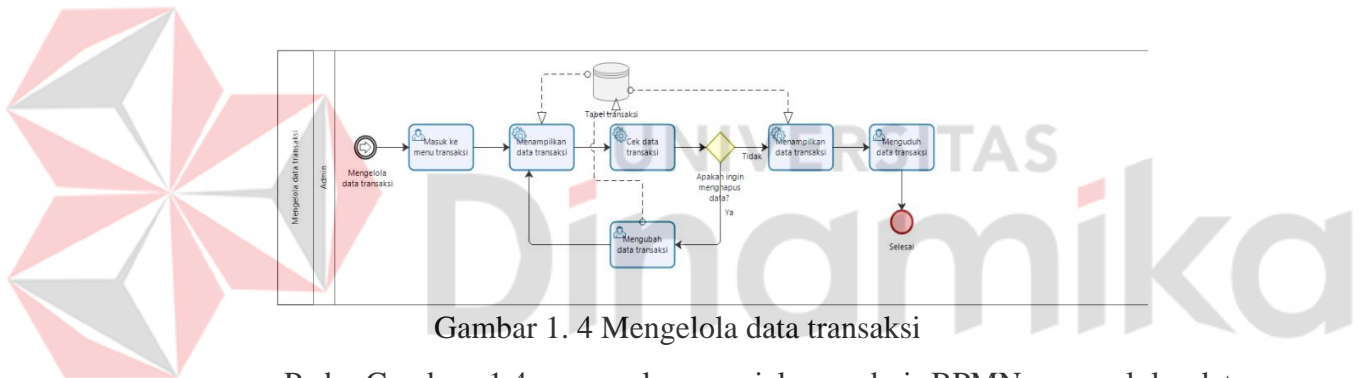 UNIVERSITAS
Dinamika
Mengelola data transaksi
Admin
Mengelola
data transaksi
Masuk ke
menu transaksi
Menampilkan
data transaksi
Tabel transaksi
Cek data
transaksi
Apakah ingin
menghapus
data?
Tidak
Ya
Mengubah
data transaksi
Menampilkan
data transaksi
Mengunduh
data transaksi
Selesai
Gambar 1. 4 Mengelola data transaksi